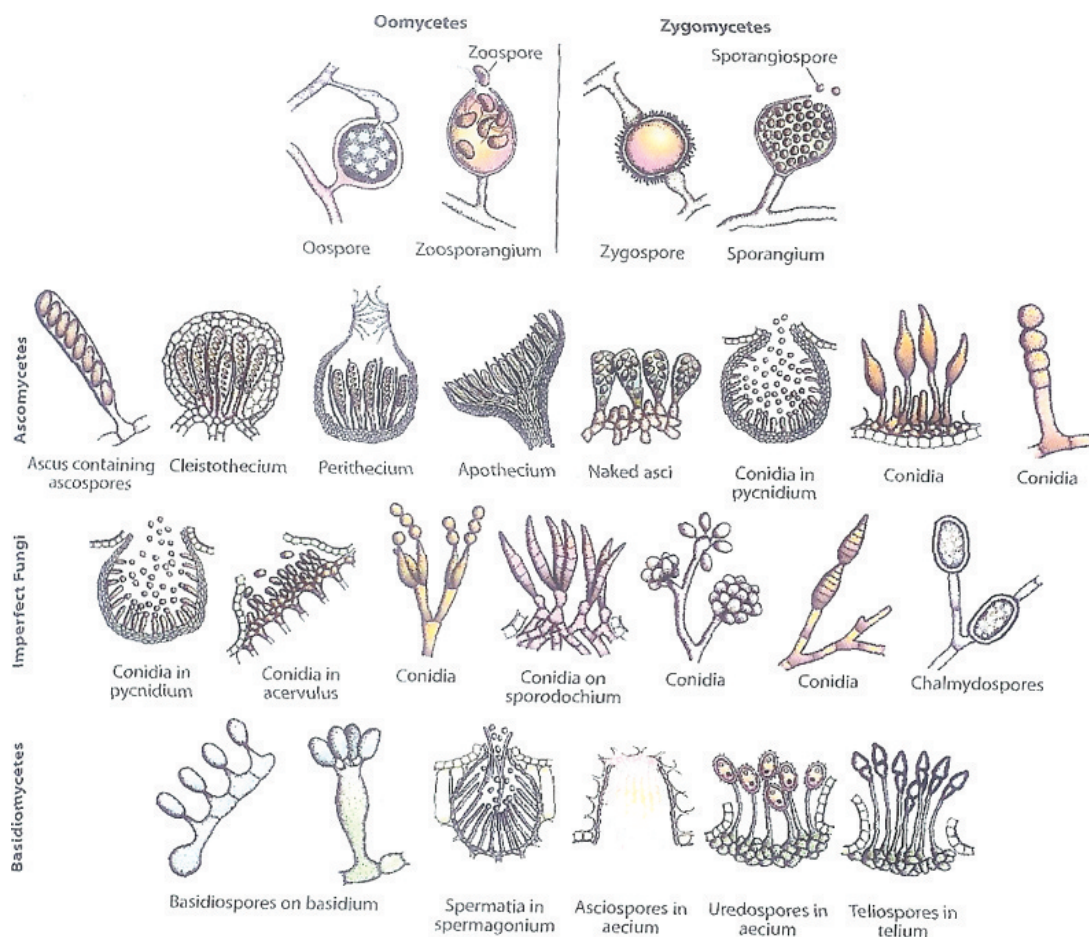 Oomycetes
Zygomycetes
Zoospore
Sporangiospore
Oospore
Zoosporangium
Zygospore
Sporangium
Ascomycetes
Ascus containing
ascospores
Cleistothecium
Perithecium
Apothecium
Naked asci
Conidia in
pycnidium
Conidia
Conidia
Imperfect Fungi
Conidia in
pycnidium
Conidia in
acervulus
Conidia
Conidia on
sporodochium
Conidia
Conidia
Chalmydospores
Basidiomycetes
Basidiospores on basidium
Spermatia in
spermagonium
Asciospores in
aecium
Uredospores in
aecium
Teliospores in
telium